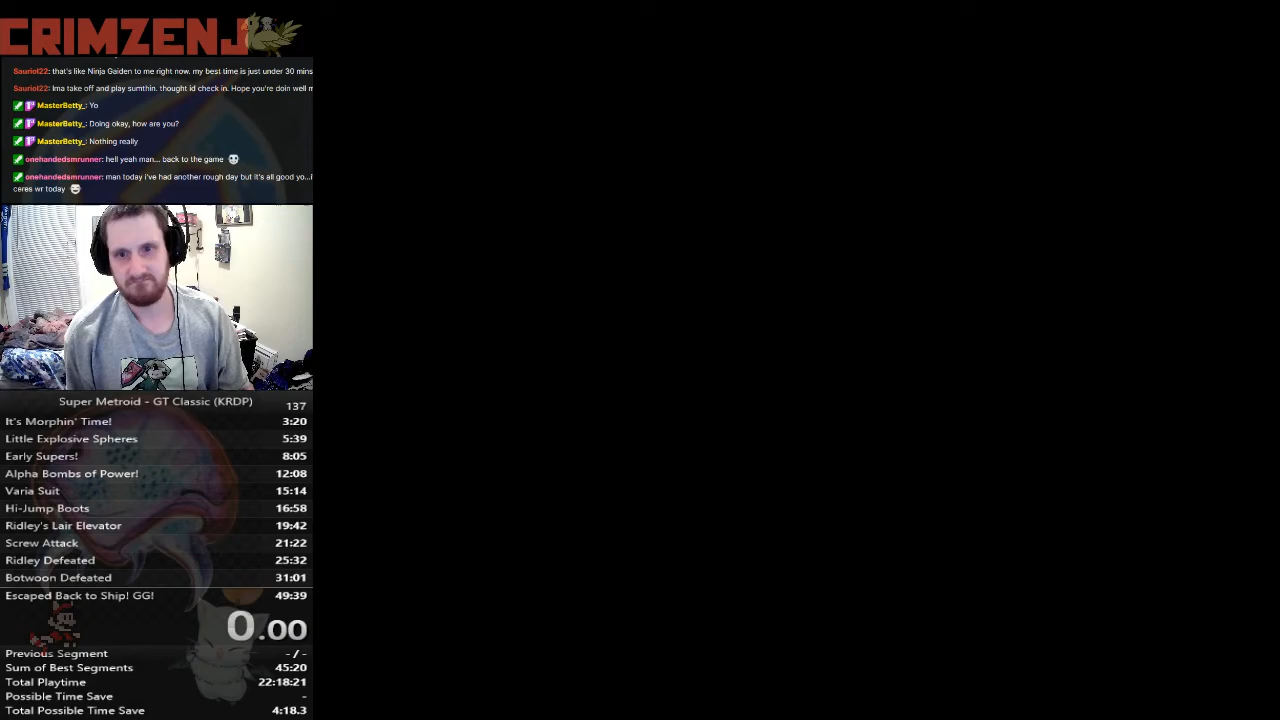 CRIMZENJ
Sauriol22: that's like Ninja Gaiden to me right now. my best time is just under 30 mins
Sauriol22: Ima take off and play sumthin. thought id check in. Hope you're doin well m
MasterBetty_: Yo
MasterBetty_: Doing okay, how are you?
MasterBetty_: Nothing really
onehandedsmrunner: hell yeah man... back to the game
onehandedsmrunner: man today i've had another rough day but it's all good yo...i
ceres wr today
Super Metroid - GT Classic (KRDP) 137
It's Morphin' Time! 3:20
Little Explosive Spheres 5:39
Early Supers! 8:05
Alpha Bombs of Power! 12:08
Varia Suit 15:14
Hi-Jump Boots 16:58
Ridley's Lair Elevator 19:42
Screw Attack 21:22
Ridley Defeated 25:32
Botwoon Defeated 31:01
Escaped Back to Ship! GG! 49:39
0.00
Previous Segment - / -
Sum of Best Segments 45:20
Total Playtime 22:18:21
Possible Time Save -
Total Possible Time Save 4:18.3